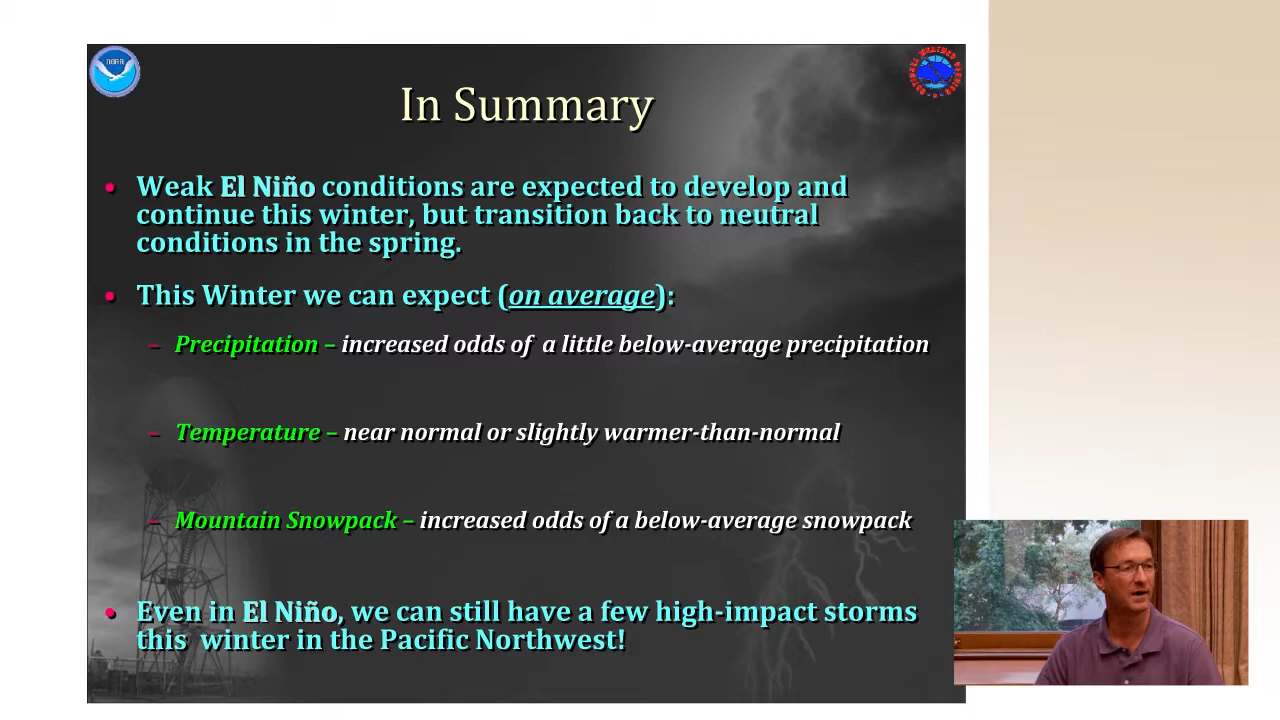 NOAA
In Summary
• Weak El Niño conditions are expected to develop and
continue this winter, but transition back to neutral
conditions in the spring.
• This Winter we can expect (on average):
– Precipitation – increased odds of a little below-average precipitation
– Temperature – near normal or slightly warmer-than-normal
– Mountain Snowpack – increased odds of a below-average snowpack
• Even in El Niño, we can still have a few high-impact storms
this winter in the Pacific Northwest!